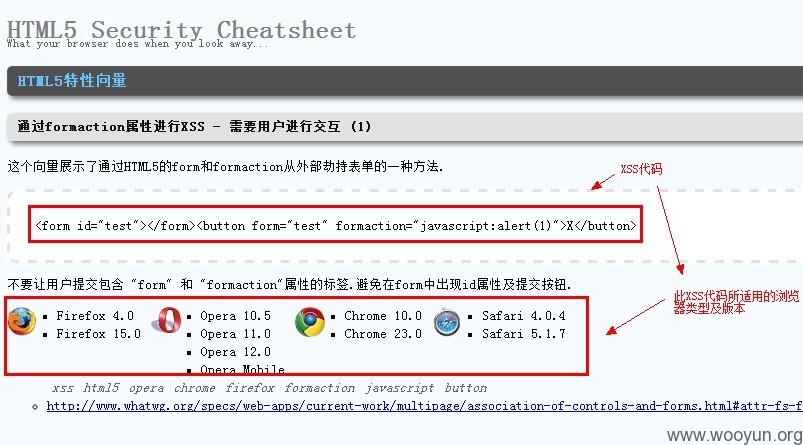 HTML5 Security Cheatsheet
What your browser does when you look away...
HTML5特性向量
通过formaction属性进行XSS - 需要用户进行交互 (1)
这个向量展示了通过HTML5的form和formaction从外部劫持表单的一种方法.
XSS代码
<form id="test"></form><button form="test" formaction="javascript:alert(1)">X</button>
不要让用户提交包含 "form" 和 "formaction"属性的标签.避免在form中出现id属性及提交按钮.
此XSS代码所适用的浏览
器类型及版本
Firefox 4.0
Firefox 15.0
Opera 10.5
Opera 11.0
Opera 12.0
Opera Mobile
Chrome 10.0
Chrome 23.0
Safari 4.0.4
Safari 5.1.7
xss html5 opera chrome firefox formaction javascript button
http://www.whatwg.org/specs/web-apps/current-work/multipage/association-of-controls-and-forms.html#attr-fs-f
www.wooyun.org